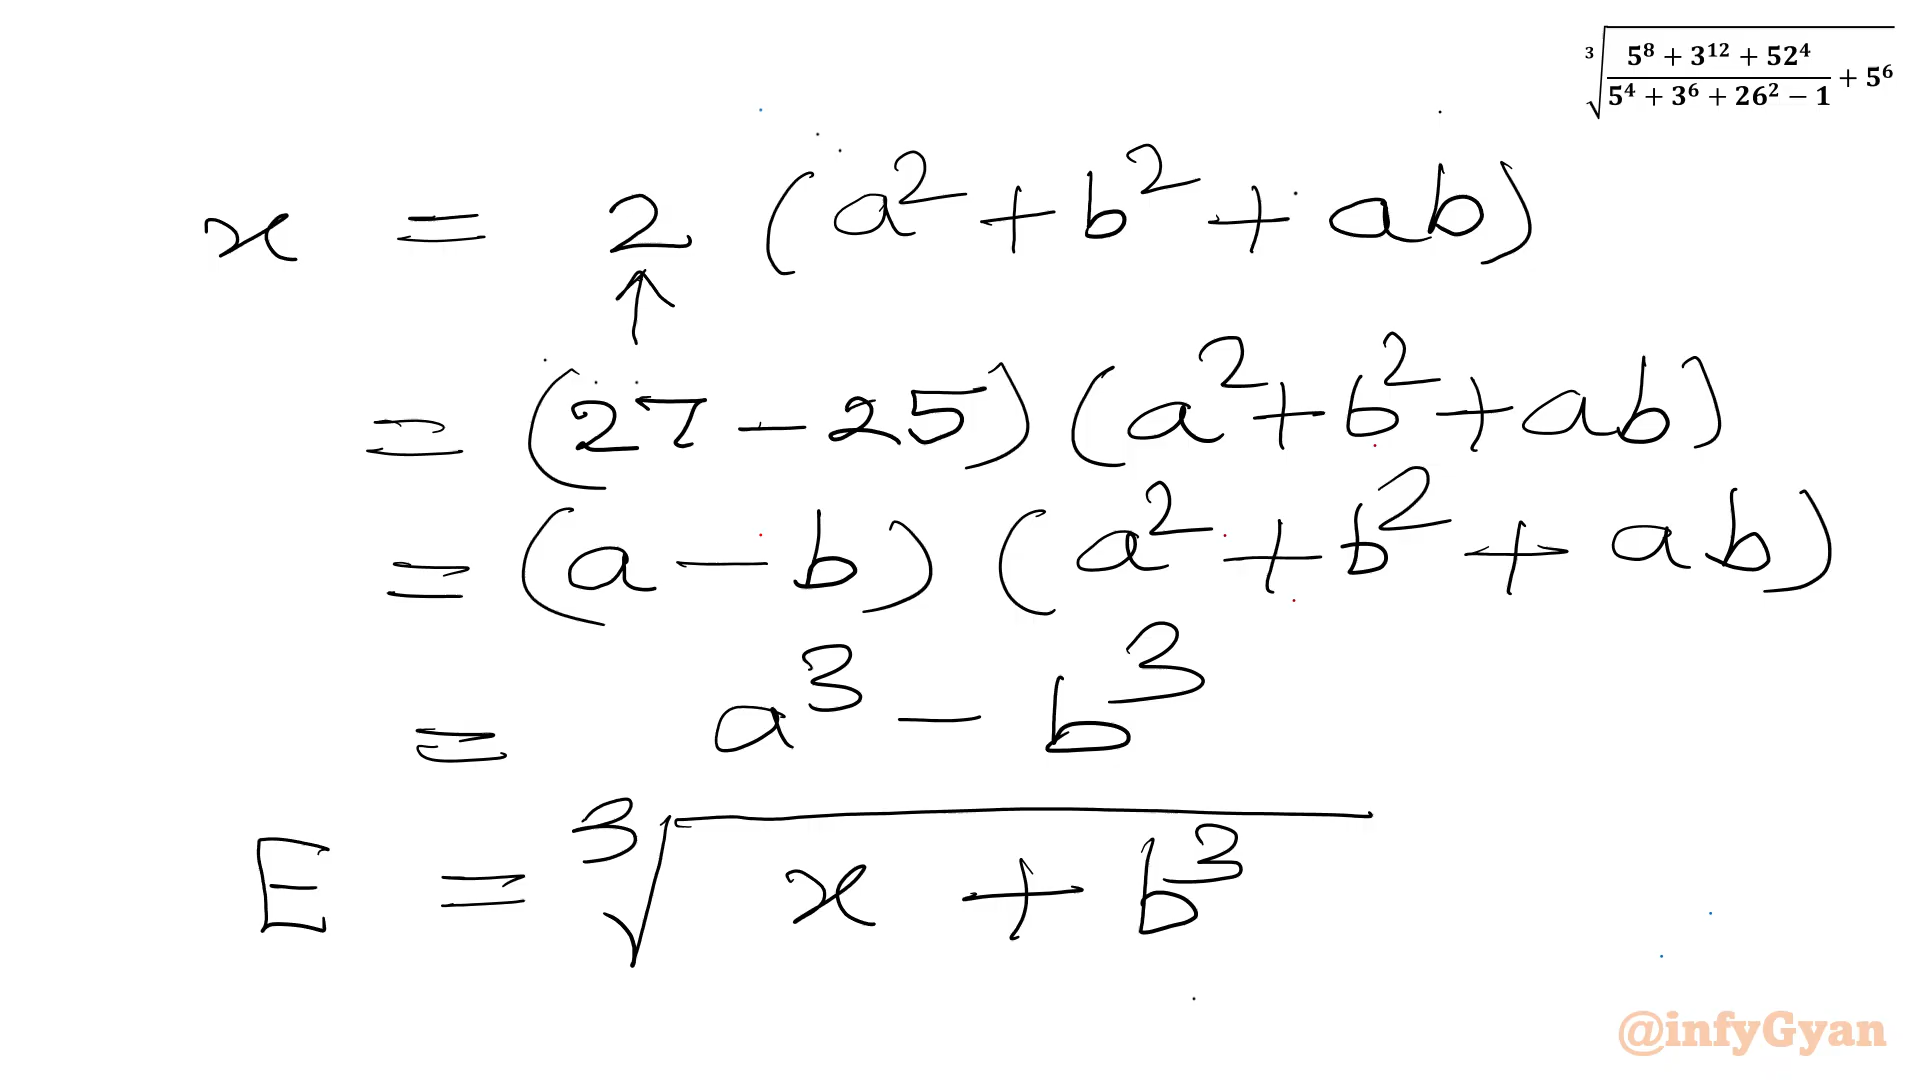 ∛((5⁸ + 3¹² + 52⁴)/(5⁴ + 3⁶ + 26² − 1) + 5⁶)
x = 2 (a² + b² + ab)
↑
= (27 − 25) (a² + b² + ab)
= (a − b) (a² + b² + ab)
= a³ − b³
E = ∛(x + b³)
@infyGyan